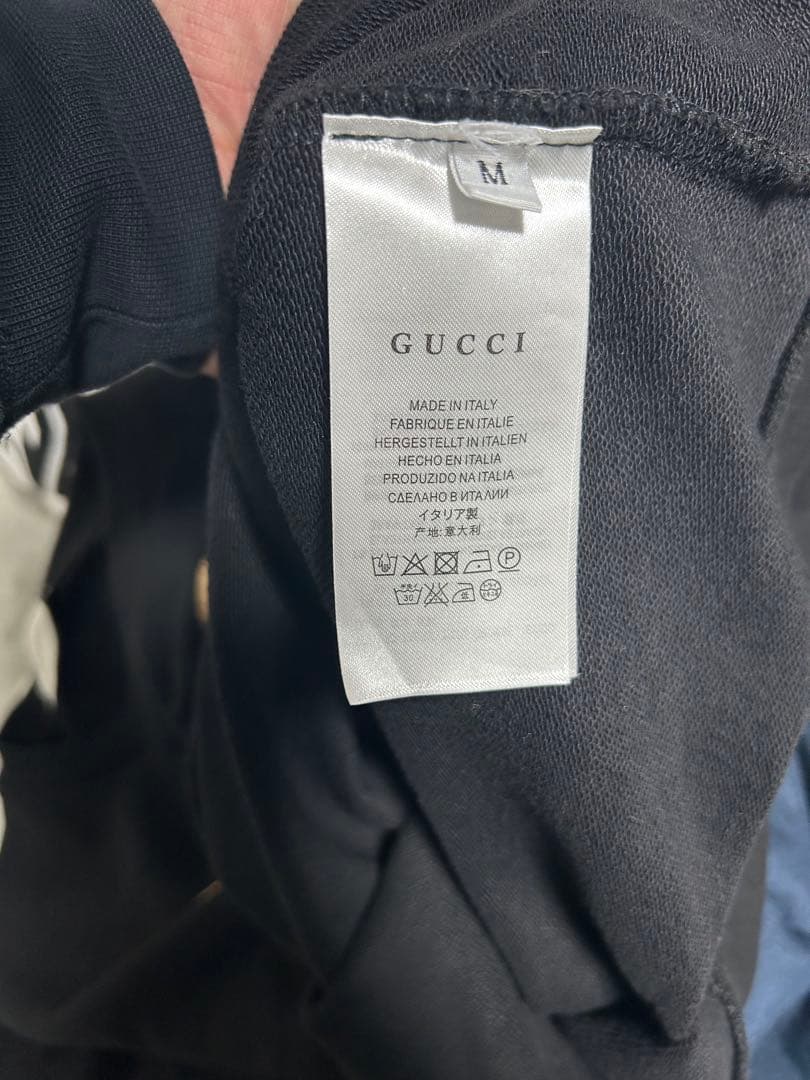 M
GUCCI
MADE IN ITALY
FABRIQUE EN ITALIE
HERGESTELLT IN ITALIEN
HECHO EN ITALIA
PRODUZIDO NA ITALIA
СДЕЛАНО В ИТАЛИИ
イタリア製
产地:意大利
P
30